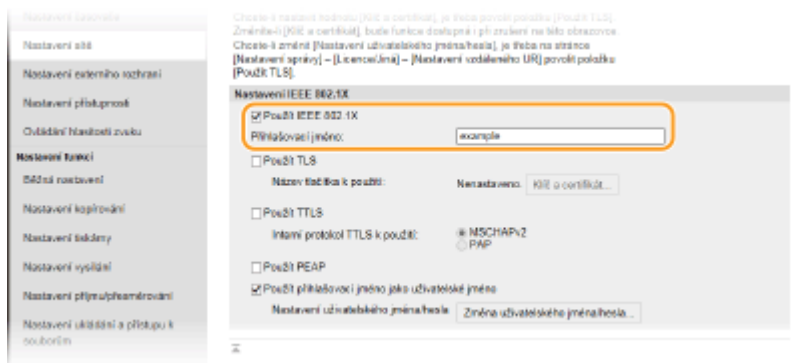 Nastavení časovače
Nastavení sítě
Nastavení externího rozhraní
Nastavení přístupnosti
Ovládání hlasitosti zvuku
Nastavení funkcí
Běžná nastavení
Nastavení kopírování
Nastavení tiskárny
Nastavení vysílání
Nastavení příjmu/přesměrování
Nastavení ukládání a přístupu k
souborům
Chcete-li nastavit hodnotu [Klíč a certifikát], je třeba povolit položku [Použít TLS].
Změníte-li [Klíč a certifikát], bude funkce dostupná i při zrušení na této obrazovce.
Chcete-li změnit [Nastavení uživatelského jména/hesla], je třeba na stránce
[Nastavení správy] – [Licence/Jiná] – [Nastavení vzdáleného UR] povolit položku
[Použít TLS].
Nastavení IEEE 802.1X
Použít IEEE 802.1X
Přihlašovací jméno: example
Použít TLS
Název tlačítka k použití: Nenastaveno. Klíč a certifikát...
Použít TTLS
Interní protokol TTLS k použití: MSCHAPv2
PAP
Použít PEAP
Použít přihlašovací jméno jako uživatelské jméno
Nastavení uživatelského jména/hesla Změna uživatelského jména/hesla...